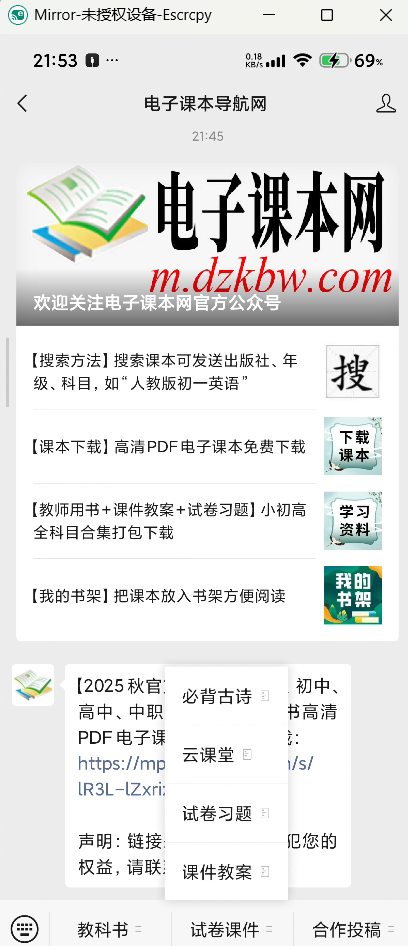 Mirror-未授权设备-Escrcpy
21:53 ··· 0.18 KB/s 69%
电子课本导航网
21:45
电子课本网
m.dzkbw.com
欢迎关注电子课本网官方公众号
【搜索方法】搜索课本可发送出版社、年
级、科目，如“人教版初一英语”
搜
【课本下载】高清PDF电子课本免费下载
下载
课本
【教师用书+课件教案+试卷习题】小初高
全科目合集打包下载
学习
资料
【我的书架】把课本放入书架方便阅读
我的
书架
【2025秋官 、初中、
高中、中职 书高清
PDF电子课 :
https://mp /s/
lR3L-lZxri
声明：链接 犯您的
权益，请联
必背古诗
云课堂
试卷习题
课件教案
教科书
试卷课件
合作投稿